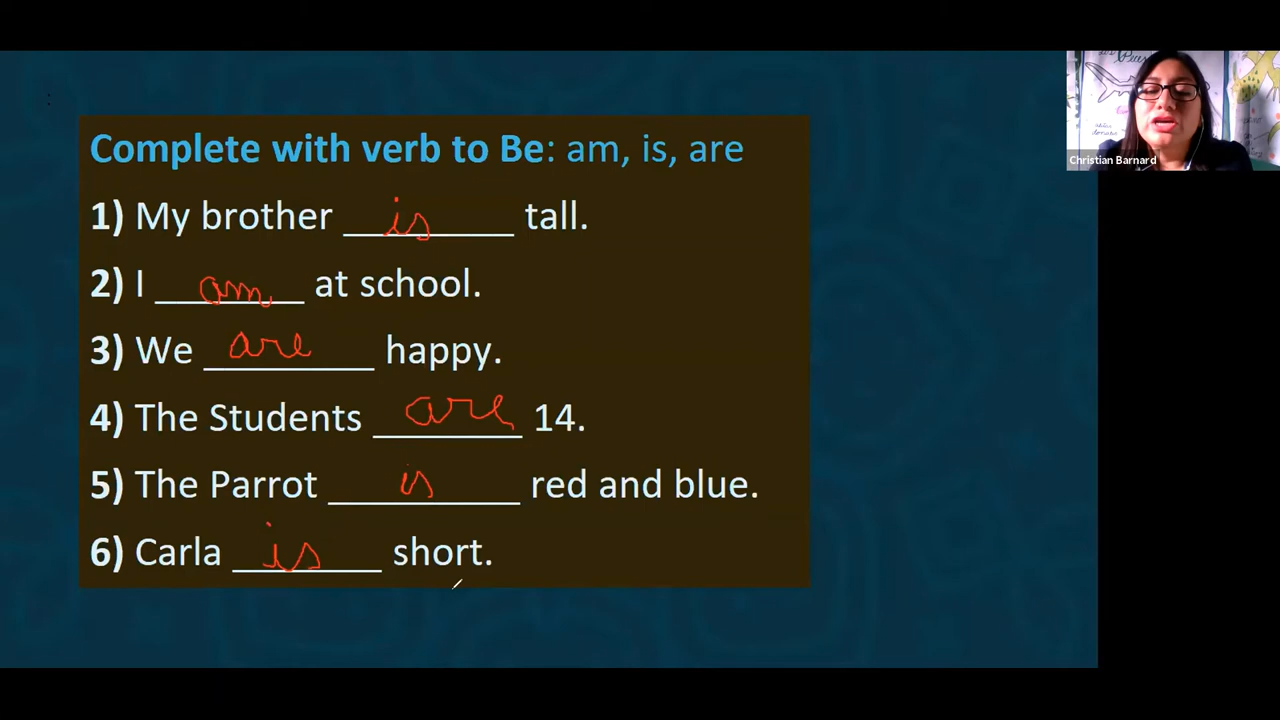 Complete with verb to Be: am, is, are
1) My brother is tall.
2) I am at school.
3) We are happy.
4) The Students are 14.
5) The Parrot is red and blue.
6) Carla is short.
Christian Barnard